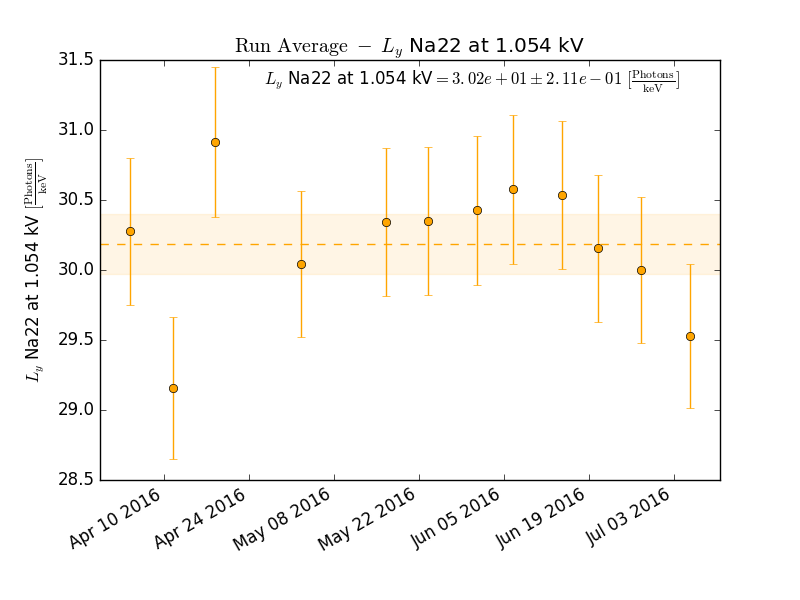 Run Average − L_y Na22 at 1.054 kV
L_y Na22 at 1.054 kV = 3.02e + 01 ± 2.11e − 01 [Photons/keV]
L_y Na22 at 1.054 kV [Photons/keV]
31.5
31.0
30.5
30.0
29.5
29.0
28.5
Apr 10 2016
Apr 24 2016
May 08 2016
May 22 2016
Jun 05 2016
Jun 19 2016
Jul 03 2016